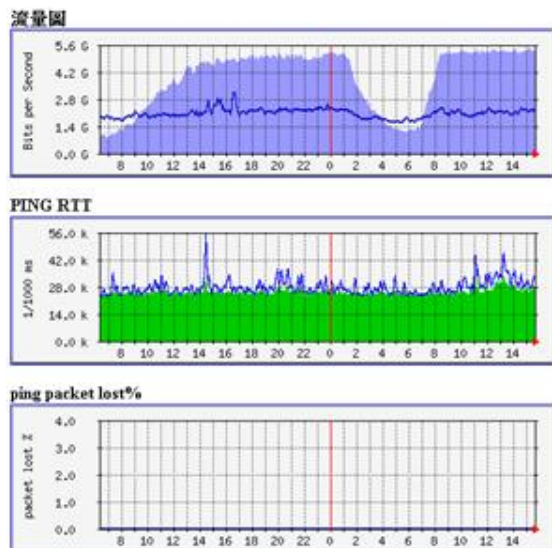 流量圖
5.6 G
4.2 G
2.8 G
1.4 G
0.0 G
Bits per Second
8 10 12 14 16 18 20 22 0 2 4 6 8 10 12 14
PING RTT
56.0 k
42.0 k
28.0 k
14.0 k
0.0 k
1/1000 ms
8 10 12 14 16 18 20 22 0 2 4 6 8 10 12 14
ping packet lost%
4.0
3.0
2.0
1.0
0.0
packet lost %
8 10 12 14 16 18 20 22 0 2 4 6 8 10 12 14